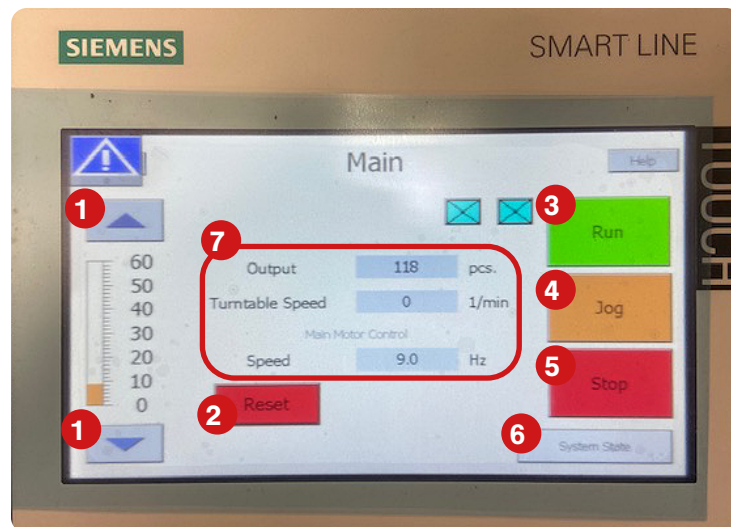 SIEMENS
SMART LINE
TOUCH
Main
Help
1
3
Run
7
60
Output 118 pcs.
50
4
40
Turntable Speed 0 1/min
Jog
30
Main Motor Control
20
Speed 9.0 Hz
5
10
Stop
0
2
Reset
1
6
System State